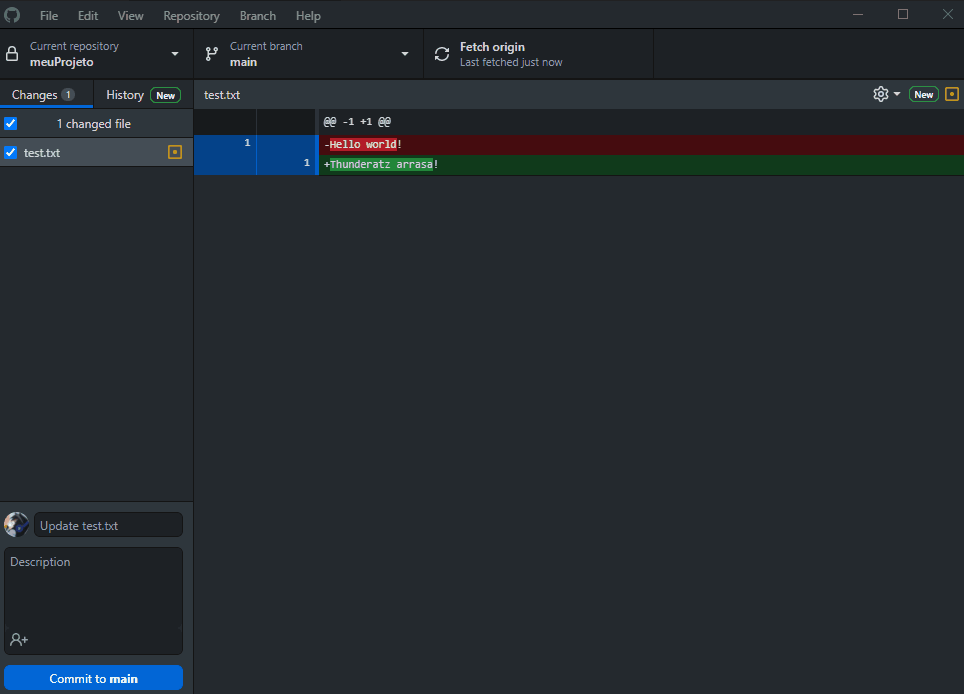 File Edit View Repository Branch Help
Current repository
meuProjeto
Current branch
main
Fetch origin
Last fetched just now
Changes 1 History New
test.txt
New
1 changed file
test.txt
@@ -1 +1 @@
1 -Hello world!
1 +Thunderatz arrasa!
Update test.txt
Description
Commit to main